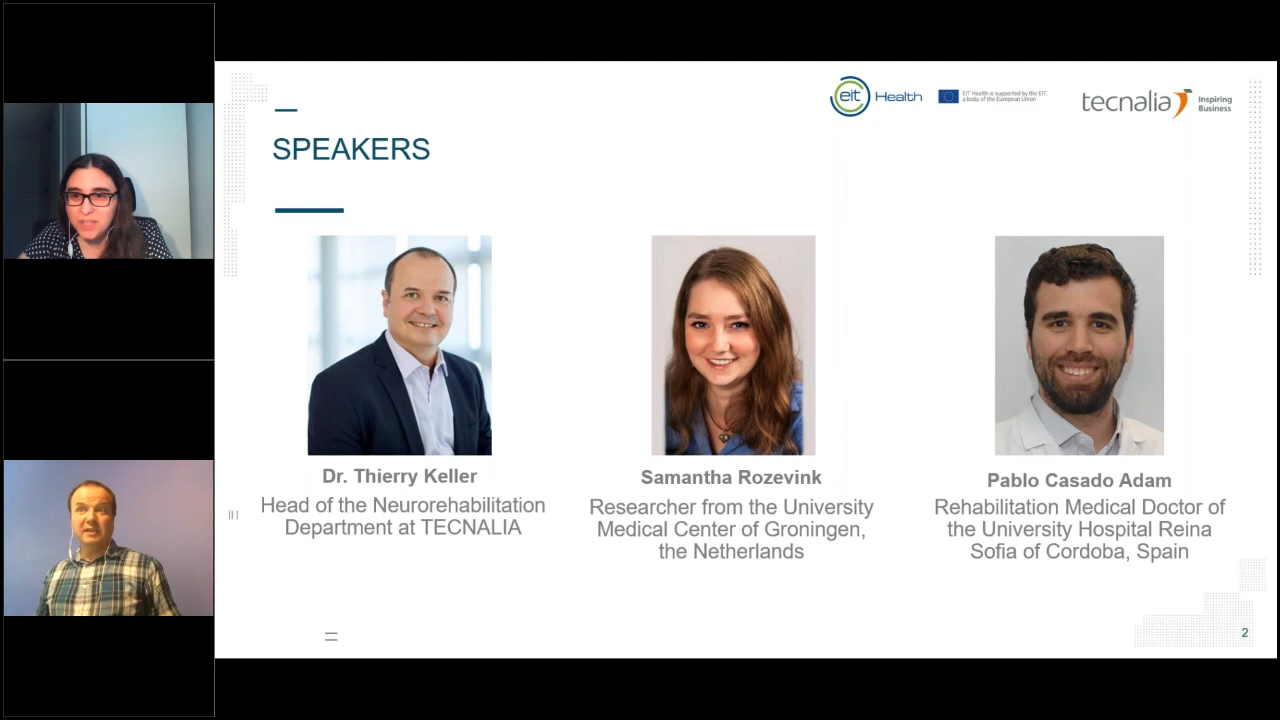 eit Health
EIT Health is supported by the EIT,
a body of the European Union
tecnalia Inspiring
Business
SPEAKERS
Dr. Thierry Keller
Head of the Neurorehabilitation
Department at TECNALIA
Samantha Rozevink
Researcher from the University
Medical Center of Groningen,
the Netherlands
Pablo Casado Adam
Rehabilitation Medical Doctor of
the University Hospital Reina
Sofia of Cordoba, Spain
2